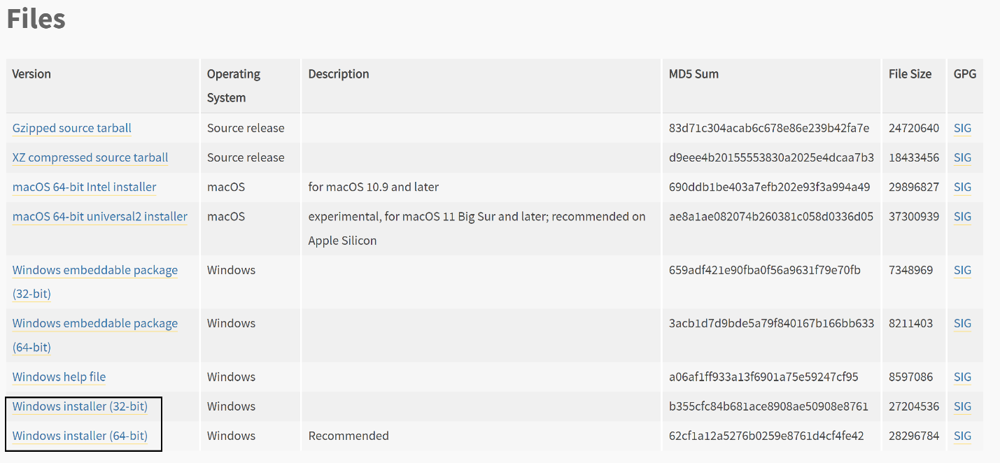 Files
Version Operating System Description MD5 Sum File Size GPG
Gzipped source tarball Source release 83d71c304acab6c678e86e239b42fa7e 24720640 SIG
XZ compressed source tarball Source release d9eee4b20155553830a2025e4dcaa7b3 18433456 SIG
macOS 64-bit Intel installer macOS for macOS 10.9 and later 690ddb1be403a7efb202e93f3a994a49 29896827 SIG
macOS 64-bit universal2 installer macOS experimental, for macOS 11 Big Sur and later; recommended on ae8a1ae082074b260381c058d0336d05 37300939 SIG
Apple Silicon
Windows embeddable package Windows 659adf421e90fba0f56a9631f79e70fb 7348969 SIG
(32-bit)
Windows embeddable package Windows 3acb1d7d9bde5a79f840167b166bb633 8211403 SIG
(64-bit)
Windows help file Windows a06af1ff933a13f6901a75e59247cf95 8597086 SIG
Windows installer (32-bit) Windows b355cfc84b681ace8908ae50908e8761 27204536 SIG
Windows installer (64-bit) Windows Recommended 62cf1a12a5276b0259e8761d4cf4fe42 28296784 SIG